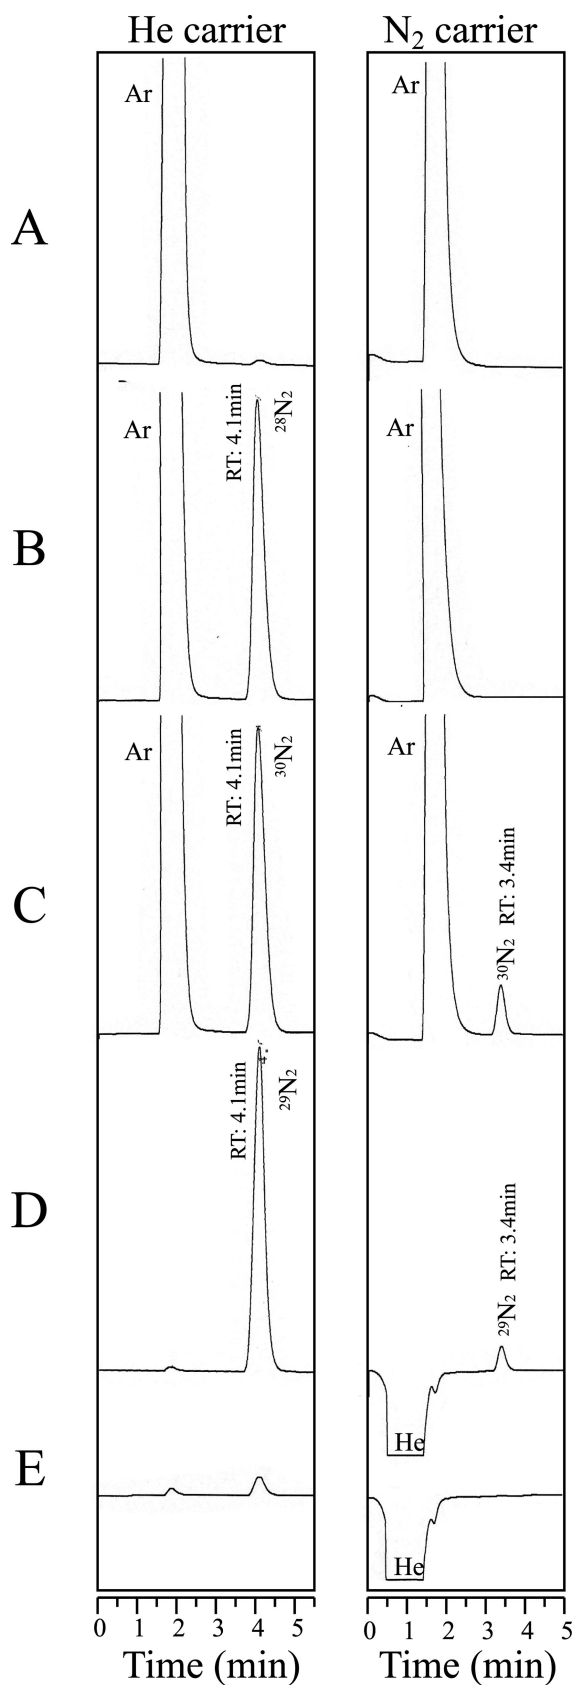 He carrier
N₂ carrier
A
Ar
Ar
B
Ar
RT: 4.1min
²⁸N₂
Ar
C
Ar
RT: 4.1min
³⁰N₂
Ar
³⁰N₂ RT: 3.4min
D
RT: 4.1min
²⁹N₂
²⁹N₂ RT: 3.4min
He
E
He
0 1 2 3 4 5
0 1 2 3 4 5
Time (min)
Time (min)